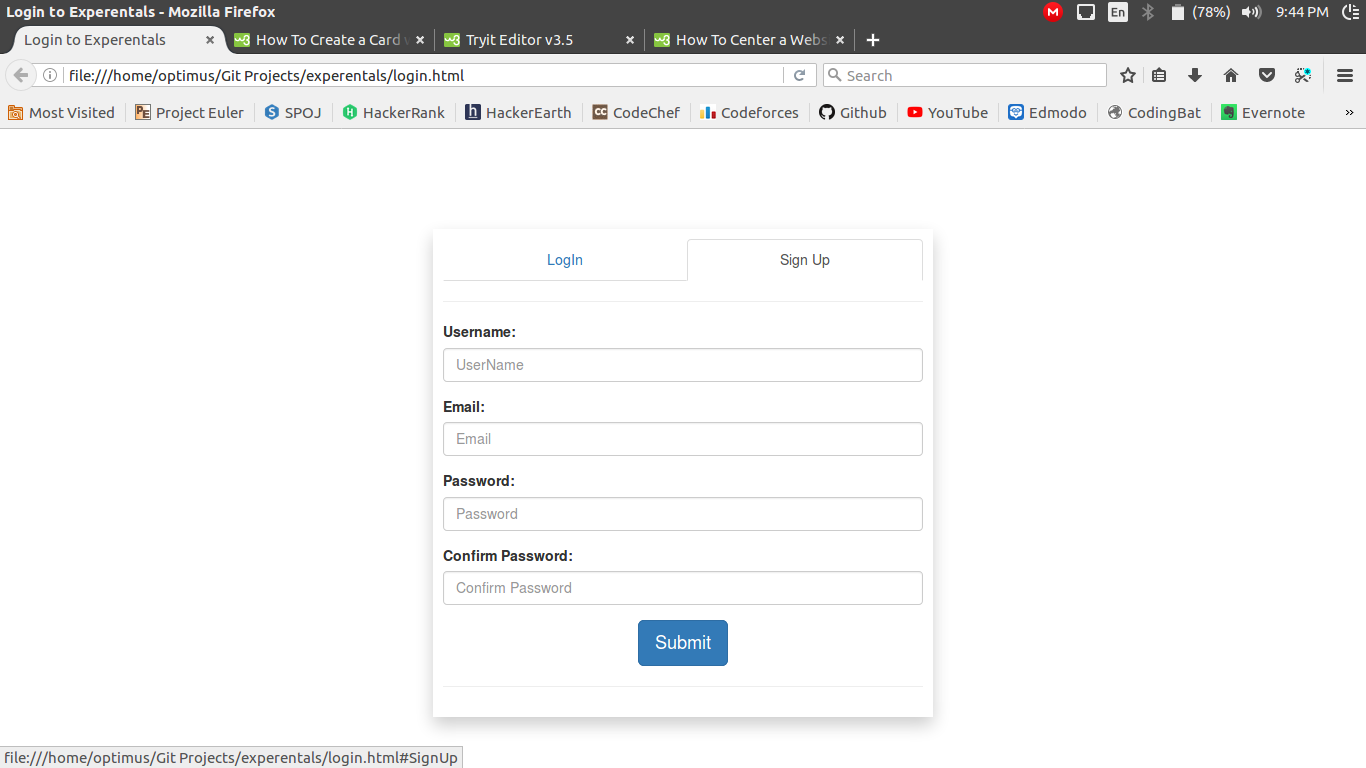 Login to Experentals - Mozilla Firefox
M En (78%) 9:44 PM
Login to Experentals × How To Create a Card w × Tryit Editor v3.5 × How To Center a Webs × +
file:///home/optimus/Git Projects/experentals/login.html Search
Most Visited Project Euler SPOJ HackerRank HackerEarth CodeChef Codeforces Github YouTube Edmodo CodingBat Evernote »
LogIn Sign Up
Username:
UserName
Email:
Email
Password:
Password
Confirm Password:
Confirm Password
Submit
file:///home/optimus/Git Projects/experentals/login.html#SignUp